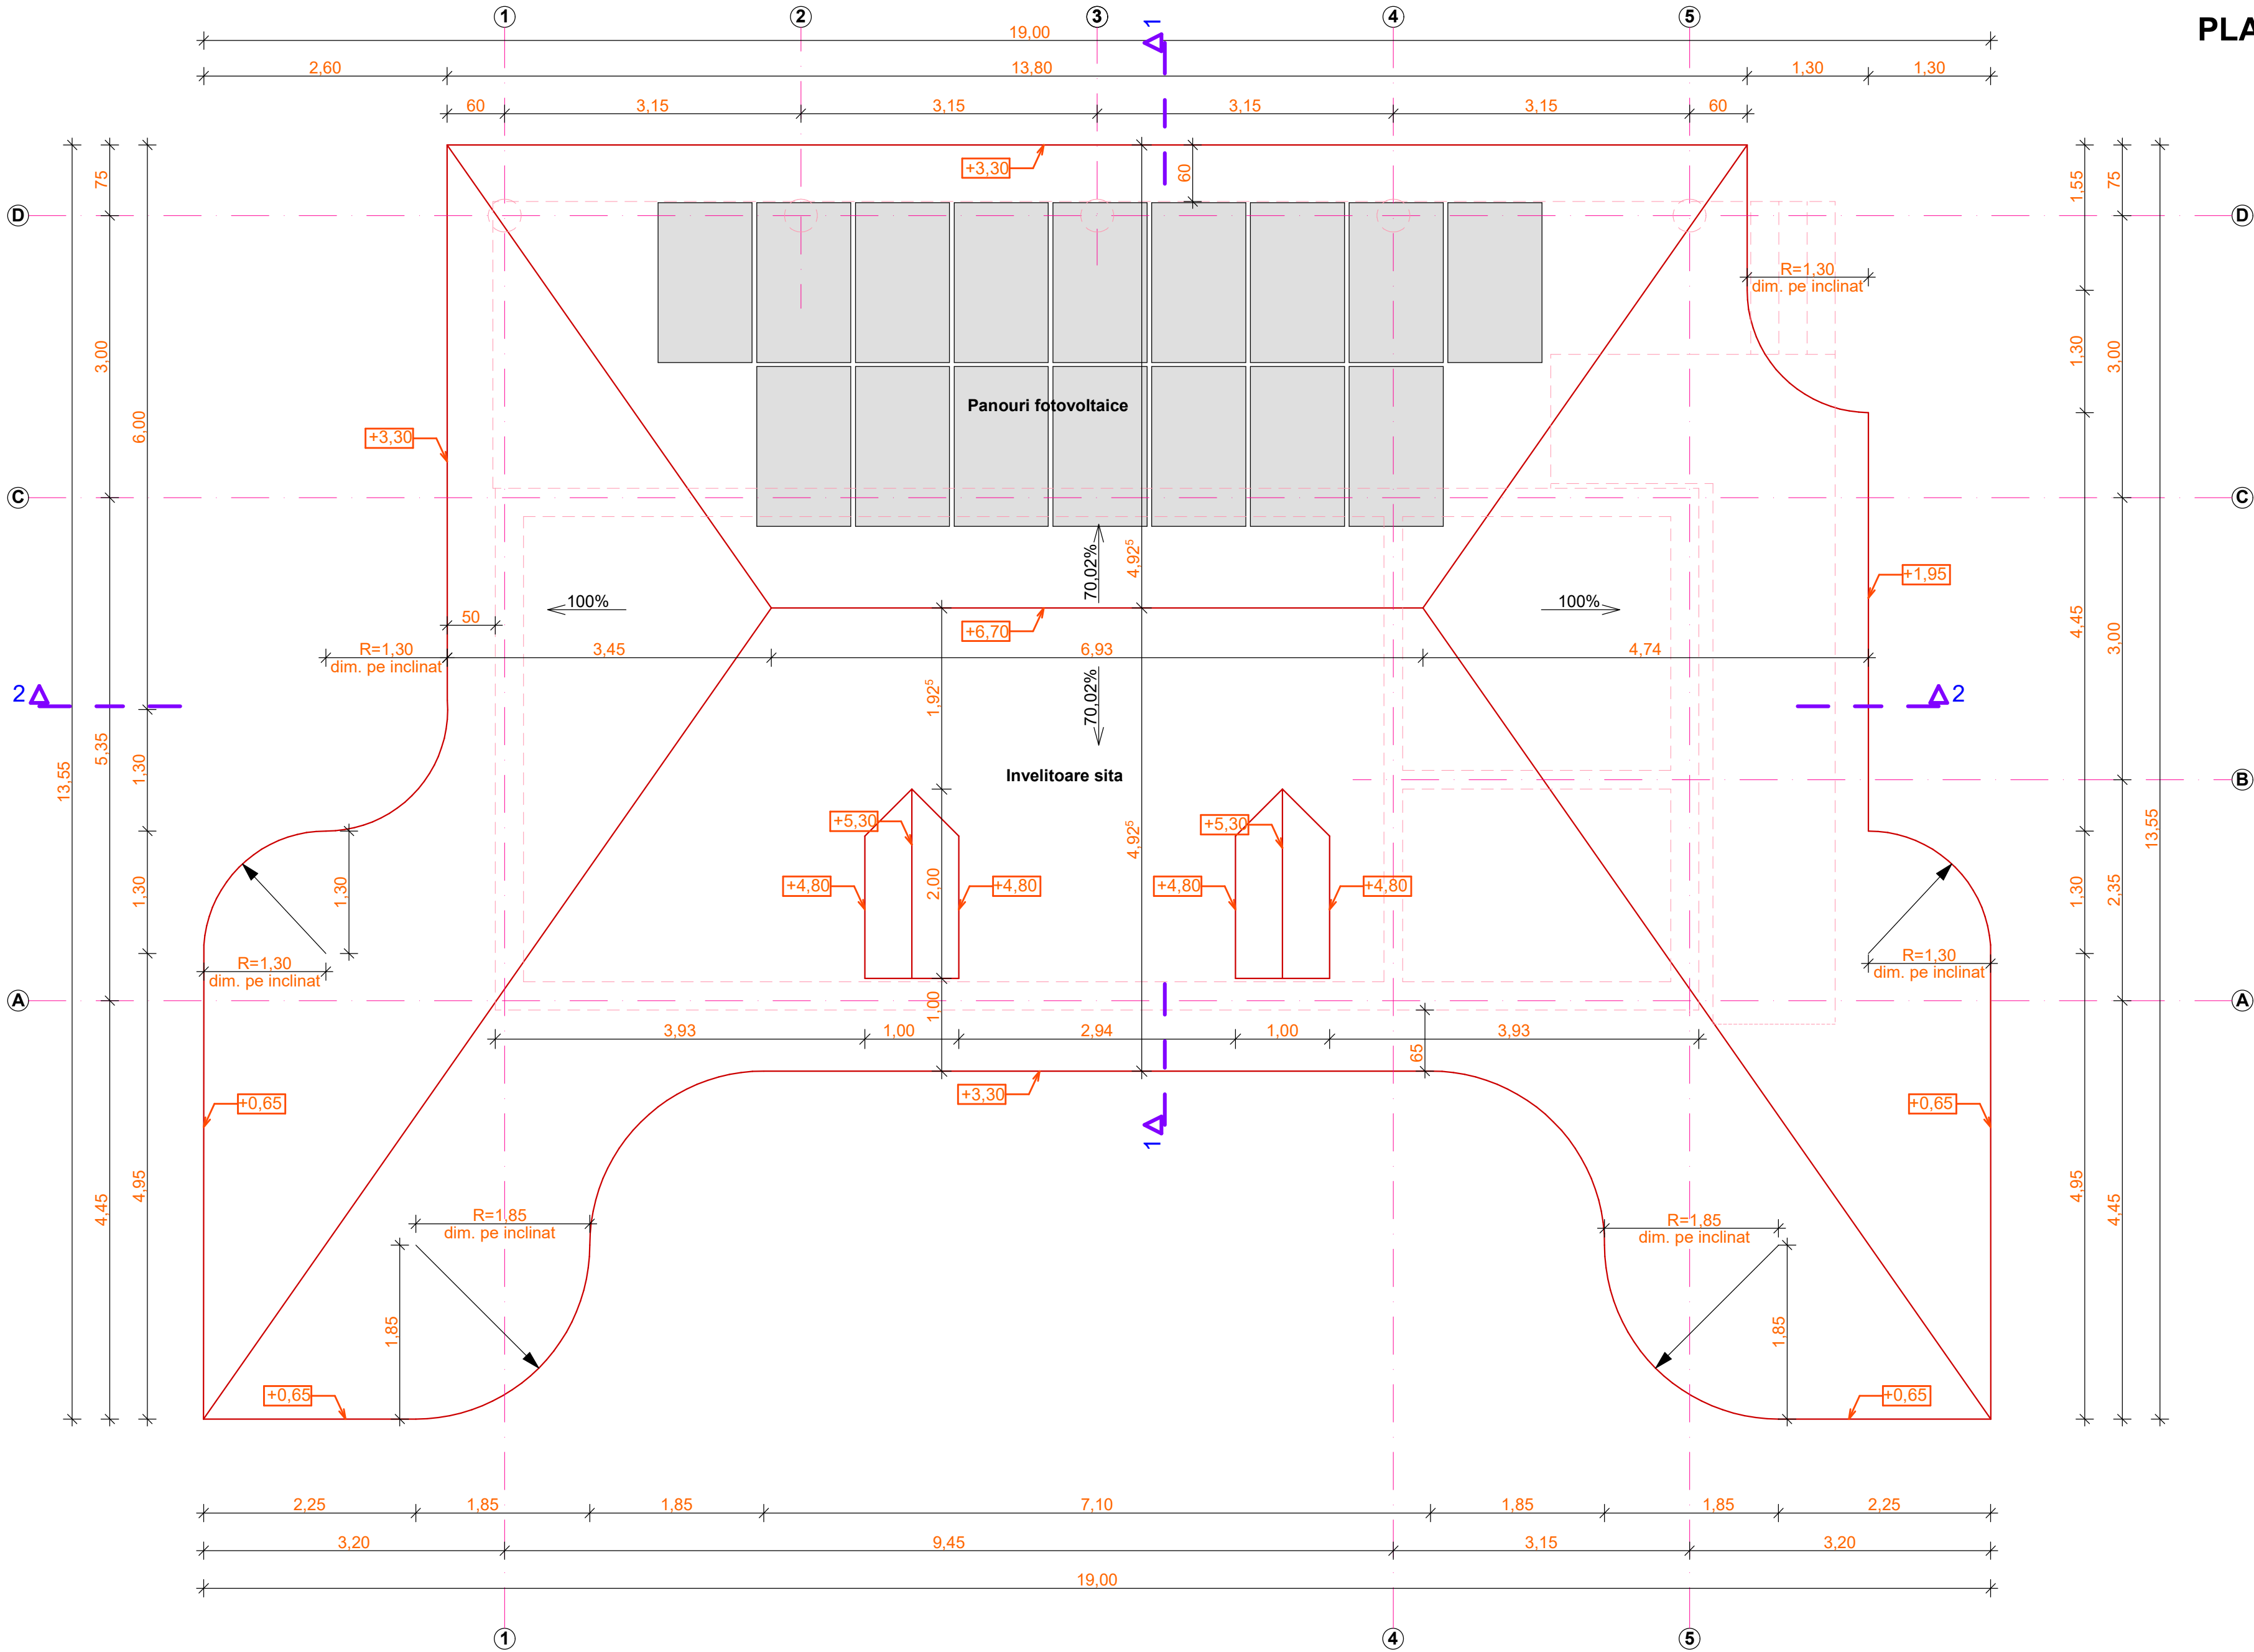 1 2 3 4 5
PLA
1
19,00
2,60 13,80 1,30 1,30
60 3,15 3,15 3,15 3,15 60
+3,30
60
75
1,55
75
D
D
R=1,30
dim. pe inclinat
3,00
6,00
1,30
3,00
Panouri fotovoltaice
+3,30
C
C
4,92⁵
70,02%
+1,95
100%
100%
50
+6,70
4,45
3,00
R=1,30
dim. pe inclinat
3,45 6,93 4,74
2
2
1,92⁵
70,02%
13,55
5,35
1,30
Invelitoare sita
B
4,92⁵
13,55
+5,30
+5,30
1,30
1,30
2,00
+4,80
+4,80
+4,80
+4,80
1,30
2,35
R=1,30
dim. pe inclinat
R=1,30
dim. pe inclinat
A
A
1,00
3,93 1,00 2,94 1,00 3,93
65
+3,30
+0,65
+0,65
1
4,45
4,95
4,95
4,45
R=1,85
dim. pe inclinat
R=1,85
dim. pe inclinat
1,85
1,85
+0,65
+0,65
2,25 1,85 1,85 7,10 1,85 1,85 2,25
3,20 9,45 3,15 3,20
19,00
1 4 5